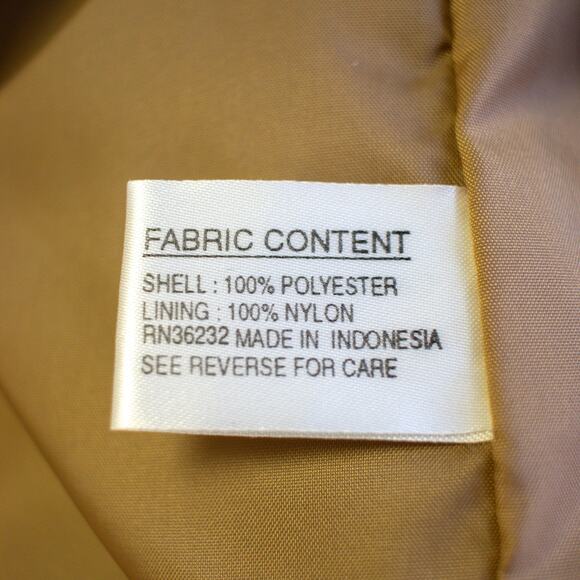 FABRIC CONTENT
SHELL : 100% POLYESTER
LINING : 100% NYLON
RN36232 MADE IN INDONESIA
SEE REVERSE FOR CARE